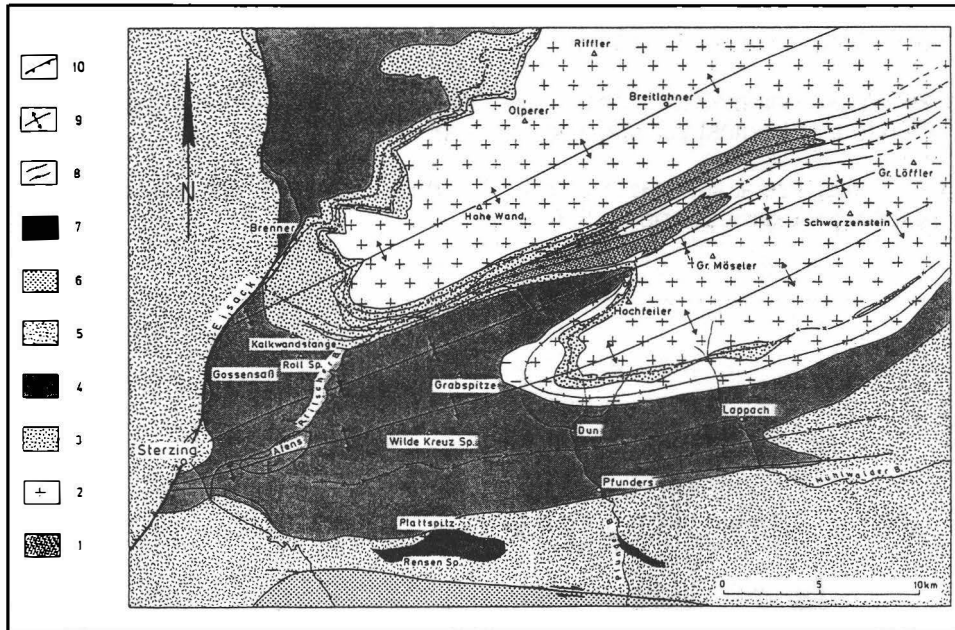 10
9
8
7
6
5
4
3
2
1
N
Riffler
Olperer
Breitlahner
Gr. Löffler
Schwarzenstein
Hohe Wand
Brenner
Gr. Möseler
Eisack
Hochfeiler
Kalkwandstange
Roll Sp.
Gossensaß
Grabspitze
Afens
Lappach
Dun
Wilde Kreuz Sp.
Sterzing
Mühlwalder B.
Pfunders
Plattspitz
Rensen Sp.
0 5 10km